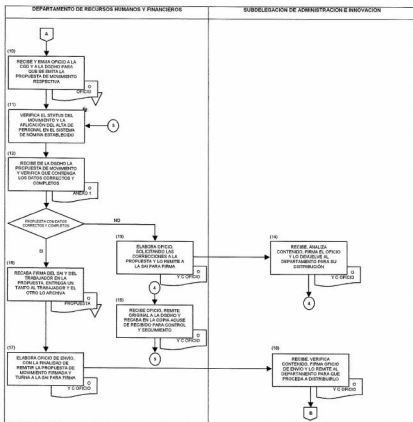 DEPARTAMENTO DE RECURSOS HUMANOS Y FINANCIEROS
SUBDELEGACION DE ADMINISTRACION E INNOVACION
A
(10)
RECIBE Y ENVIA OFICIO A LA
CGD Y A LA DGDHO PARA
QUE SE EMITA LA
PROPUESTA DE MOVIMIENTO
RESPECTIVA
O
OFICIO
(11)
VERIFICA EL STATUS DEL
MOVIMIENTO Y LA
APLICACIÓN DEL ALTA DE
PERSONAL EN EL SISTEMA
DE NOMINA ESTABLECIDO
5
(12)
RECIBE DE LA DGDHO LA
PROPUESTA DE MOVIMIENTO
Y VERIFICA QUE CONTENGA
LOS DATOS CORRECTOS Y
COMPLETOS
O
ANEXO 1
PROPUESTA CON DATOS
CORRECTOS Y COMPLETOS
NO
SI
(13)
ELABORA OFICIO
SOLICITANDO LAS
CORRECCIONES A LA
PROPUESTA Y LO REMITE A
LA SAI PARA FIRMA
O
Y C OFICIO
4
(14)
RECIBE, ANALIZA
CONTENIDO, FIRMA EL OFICIO
Y LO DEVUELVE AL
DEPARTAMENTO PARA SU
DISTRIBUCIÓN
O
Y C OFICIO
4
(16)
RECABA FIRMA DEL SAI Y DEL
TRABAJADOR EN LA
PROPUESTA, ENTREGA UN
TANTO AL TRABAJADOR Y EL
OTRO LO ARCHIVA
O
PROPUESTA
(15)
RECIBE OFICIO, REMITE
ORIGINAL A LA DGDHO Y
RECABA EN LA COPIA ACUSE
DE RECIBIDO PARA CONTROL
Y SEGUIMIENTO
O
Y C OFICIO
5
(17)
ELABORA OFICIO DE ENVIO,
CON LA FINALIDAD DE
REMITIR LA PROPUESTA DE
MOVIMIENTO FIRMADA Y
TURNA A LA SAI PARA FIRMA
O
Y C OFICIO
(18)
RECIBE, VERIFICA
CONTENIDO, FIRMA OFICIO
DE ENVIO Y LO REMITE AL
DEPARTAMENTO PARA QUE
PROCEDA A DISTRIBUIRLO
O
Y C OFICIO
B